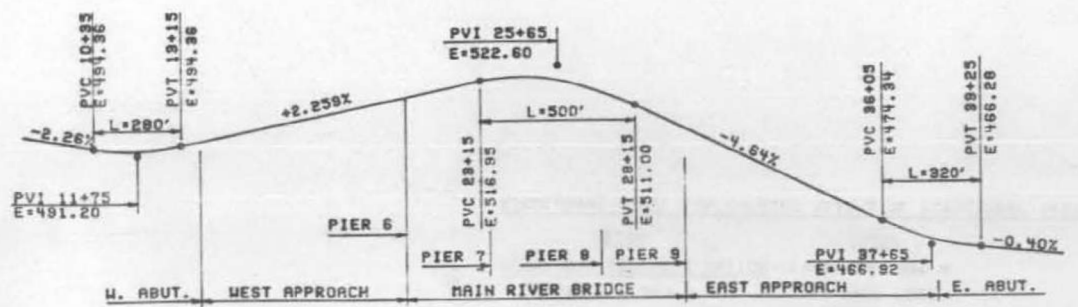 PVC 10+35
E=494.36
PVT 13+15
E=494.36
PVI 25+65
E=522.60
-2.26%
L=280'
+2.259%
L=500'
PVI 11+75
E=491.20
PVC 23+15
E=516.95
PVT 28+15
E=511.00
-4.64%
PVC 36+05
E=474.34
PVT 39+25
E=466.28
L=320'
-0.40%
PVI 37+65
E=466.92
PIER 6
PIER 7
PIER 8
PIER 9
W. ABUT.
WEST APPROACH
MAIN RIVER BRIDGE
EAST APPROACH
E. ABUT.